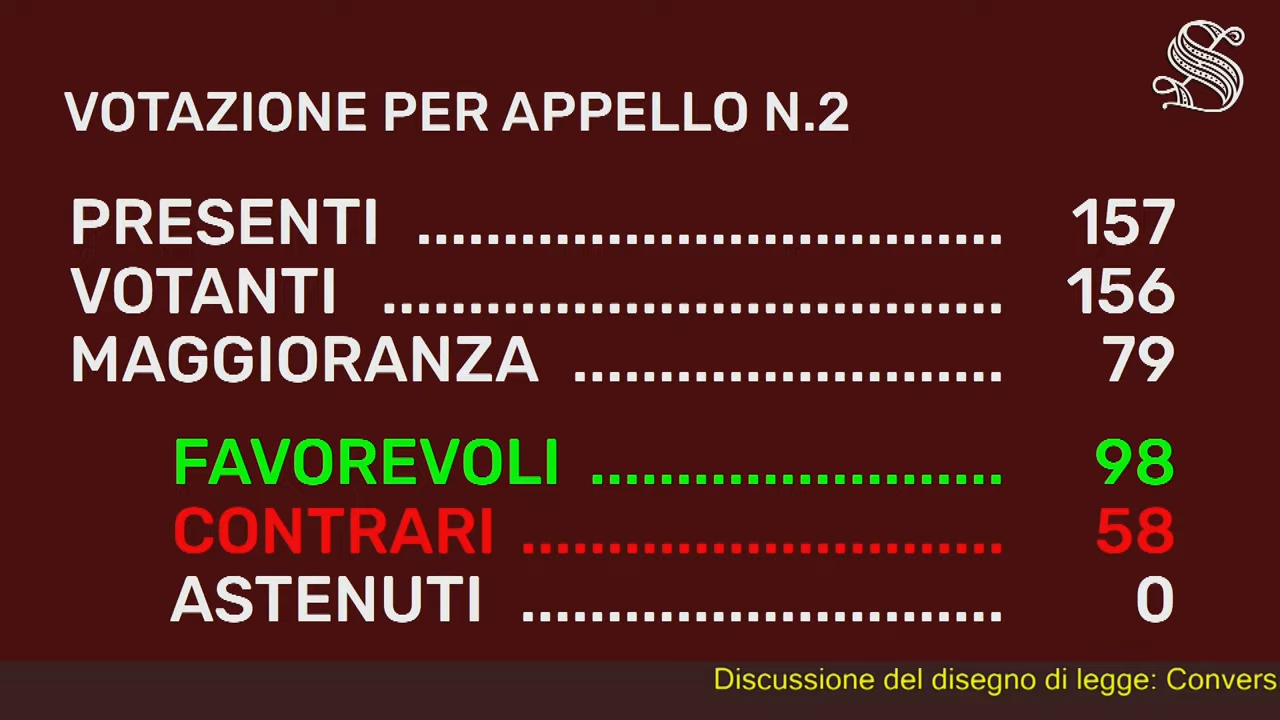 VOTAZIONE PER APPELLO N.2
PRESENTI .................................. 157
VOTANTI .................................... 156
MAGGIORANZA ......................... 79
FAVOREVOLI ........................ 98
CONTRARI ............................ 58
ASTENUTI ............................ 0
Discussione del disegno di legge: Convers